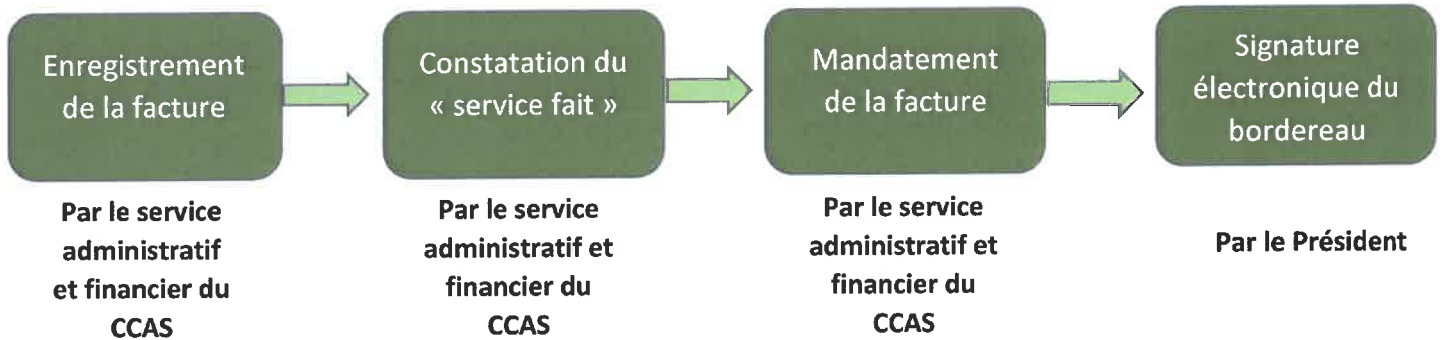 Enregistrement
de la facture
Par le service
administratif
et financier du
CCAS
Constatation du
« service fait »
Par le service
administratif et
financier du
CCAS
Mandatement
de la facture
Par le service
administratif et
financier du
CCAS
Signature
électronique du
bordereau
Par le Président